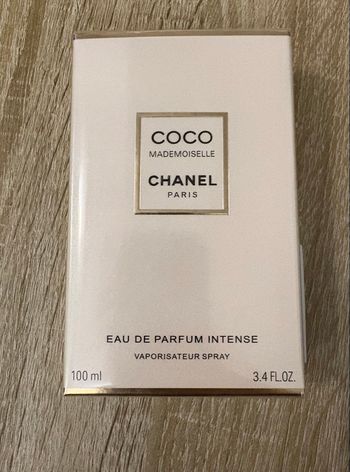 COCO
MADEMOISELLE
CHANEL
PARIS
EAU DE PARFUM INTENSE
VAPORISATEUR SPRAY
100 ml 3.4 FL.OZ.